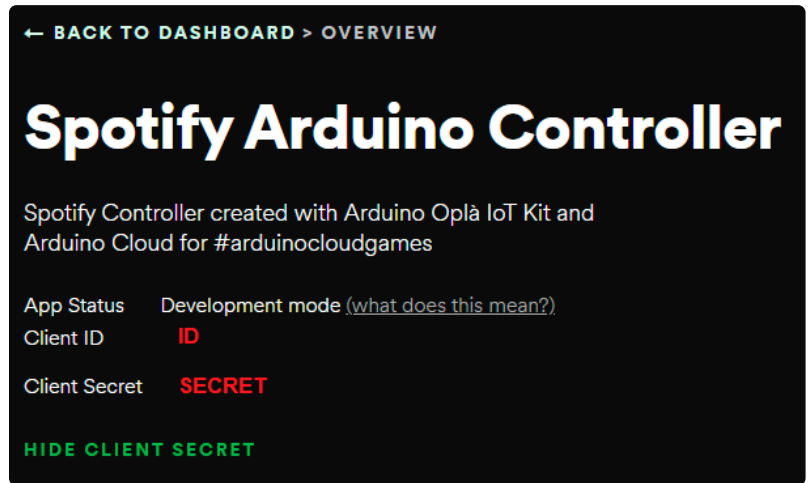 ← BACK TO DASHBOARD > OVERVIEW
Spotify Arduino Controller
Spotify Controller created with Arduino Oplà IoT Kit and
Arduino Cloud for #arduinocloudgames
App Status Development mode (what does this mean?)
Client ID ID
Client Secret SECRET
HIDE CLIENT SECRET